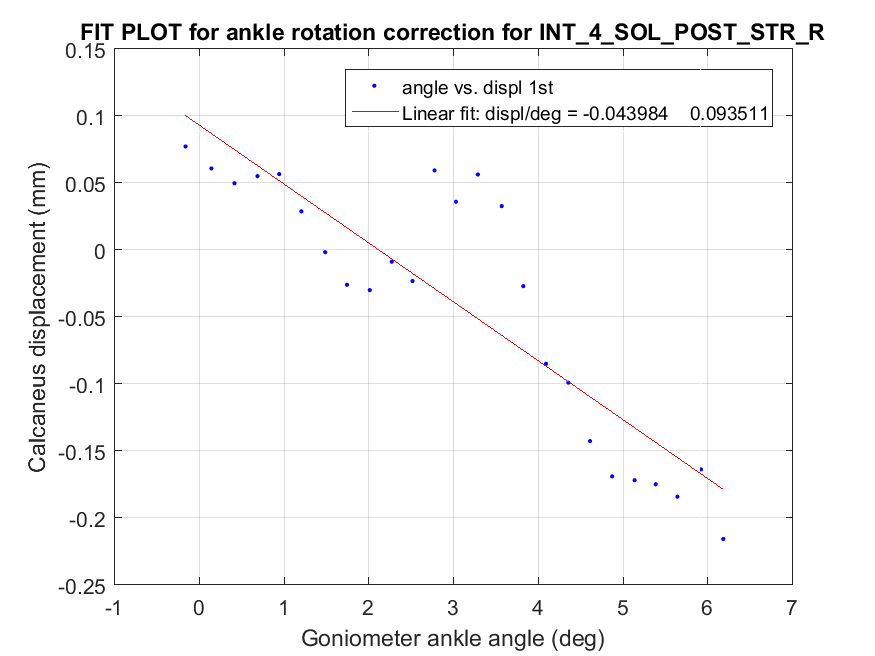 FIT PLOT for ankle rotation correction for INT_4_SOL_POST_STR_R
0.15
0.1
0.05
0
-0.05
-0.1
-0.15
-0.2
-0.25
Calcaneus displacement (mm)
angle vs. displ 1st
Linear fit: displ/deg = -0.043984 0.093511
-1 0 1 2 3 4 5 6 7
Goniometer ankle angle (deg)